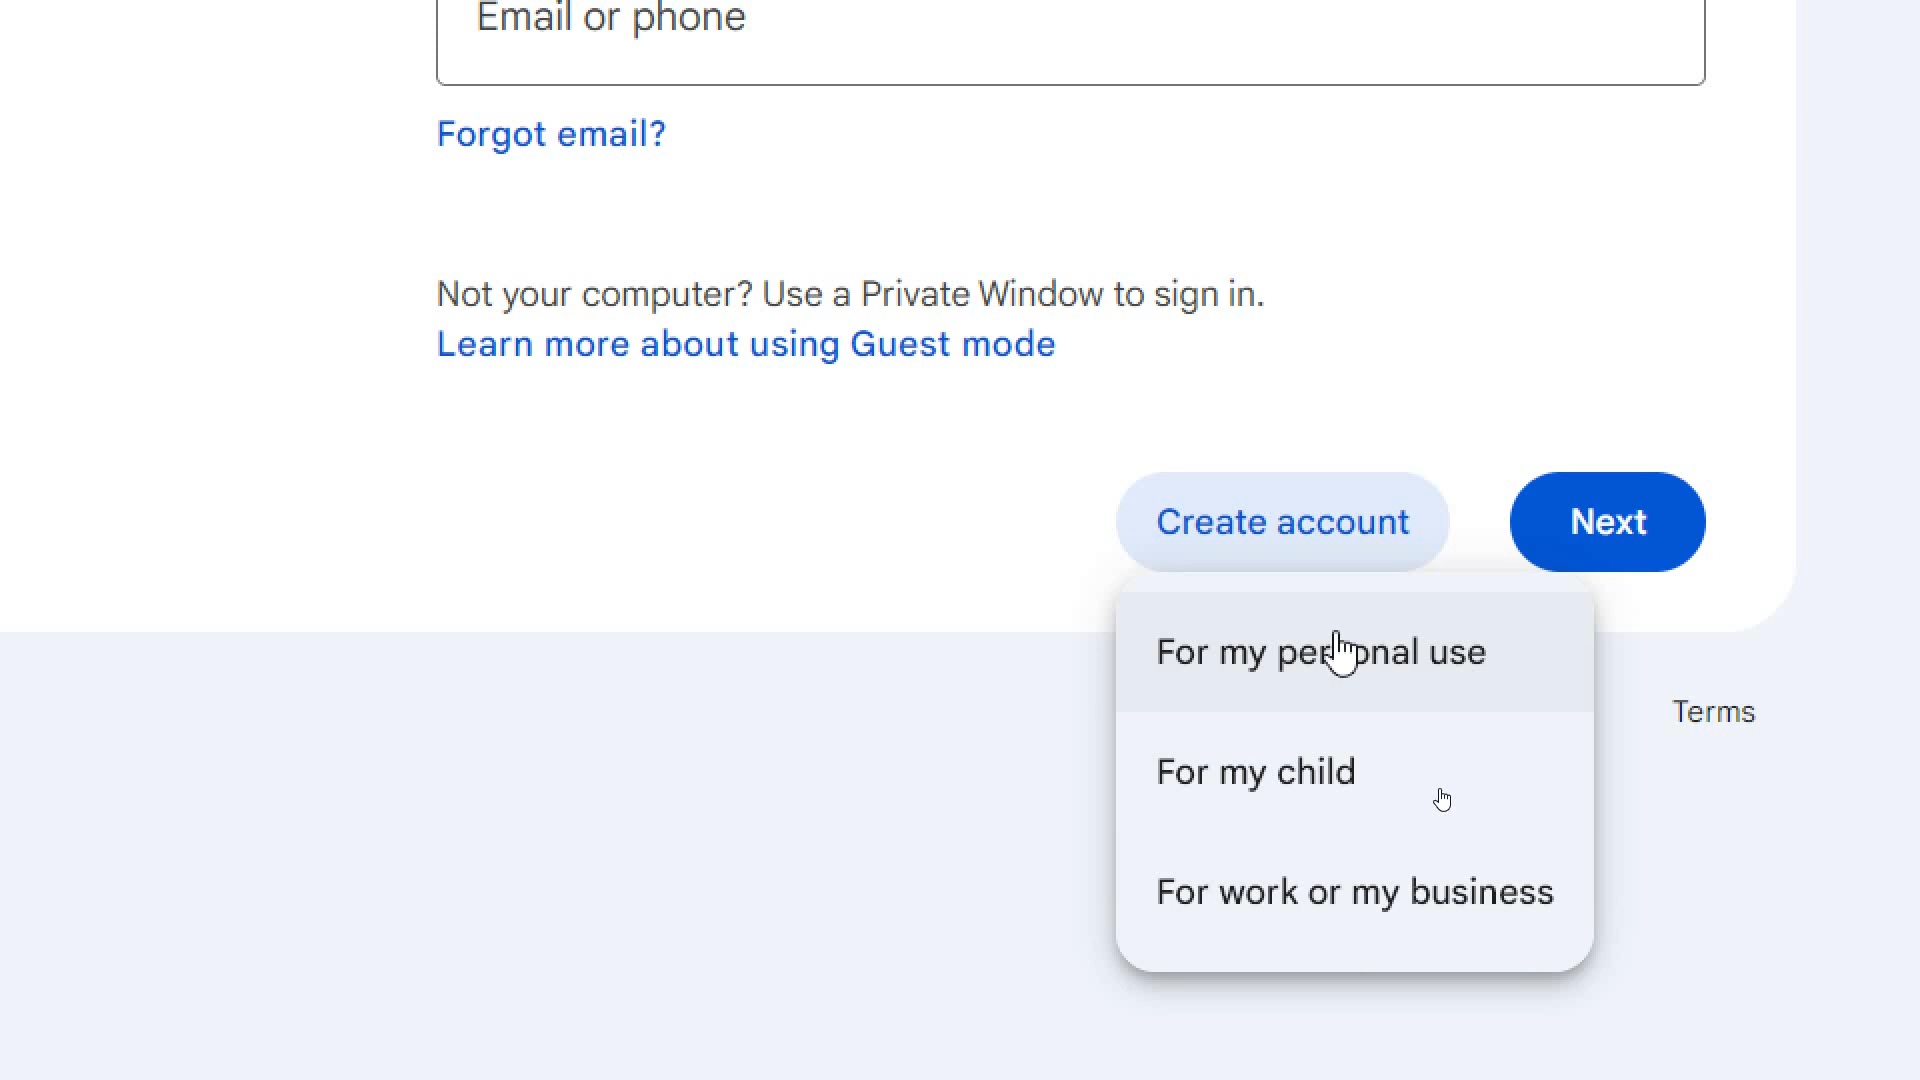 Email or phone
Forgot email?
Not your computer? Use a Private Window to sign in.
Learn more about using Guest mode
Create account
Next
For my personal use
Terms
For my child
For work or my business